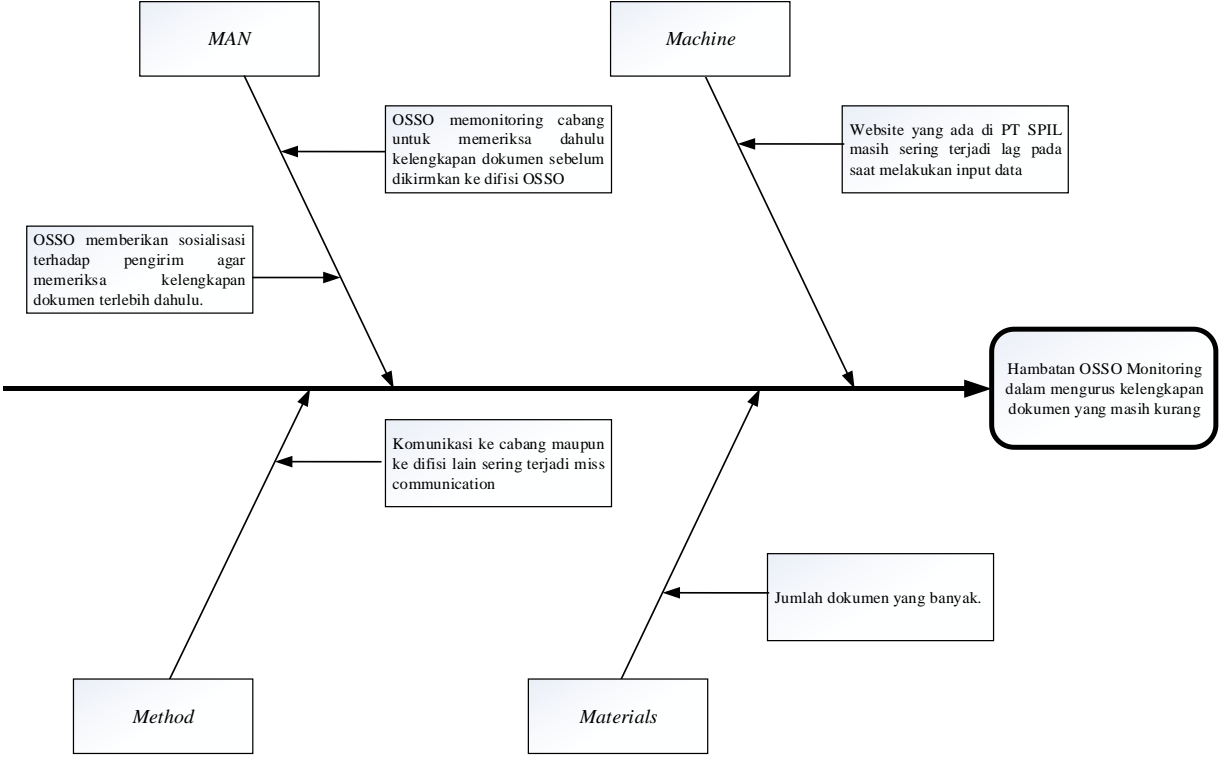 MAN
Machine
OSSO memonitoring cabang
untuk memeriksa dahulu
kelengkapan dokumen sebelum
dikirmkan ke difisi OSSO
Website yang ada di PT SPIL
masih sering terjadi lag pada
saat melakukan input data
OSSO memberikan sosialisasi
terhadap pengirim agar
memeriksa kelengkapan
dokumen terlebih dahulu.
Hambatan OSSO Monitoring
dalam mengurus kelengkapan
dokumen yang masih kurang
Komunikasi ke cabang maupun
ke difisi lain sering terjadi miss
communication
Jumlah dokumen yang banyak.
Method
Materials